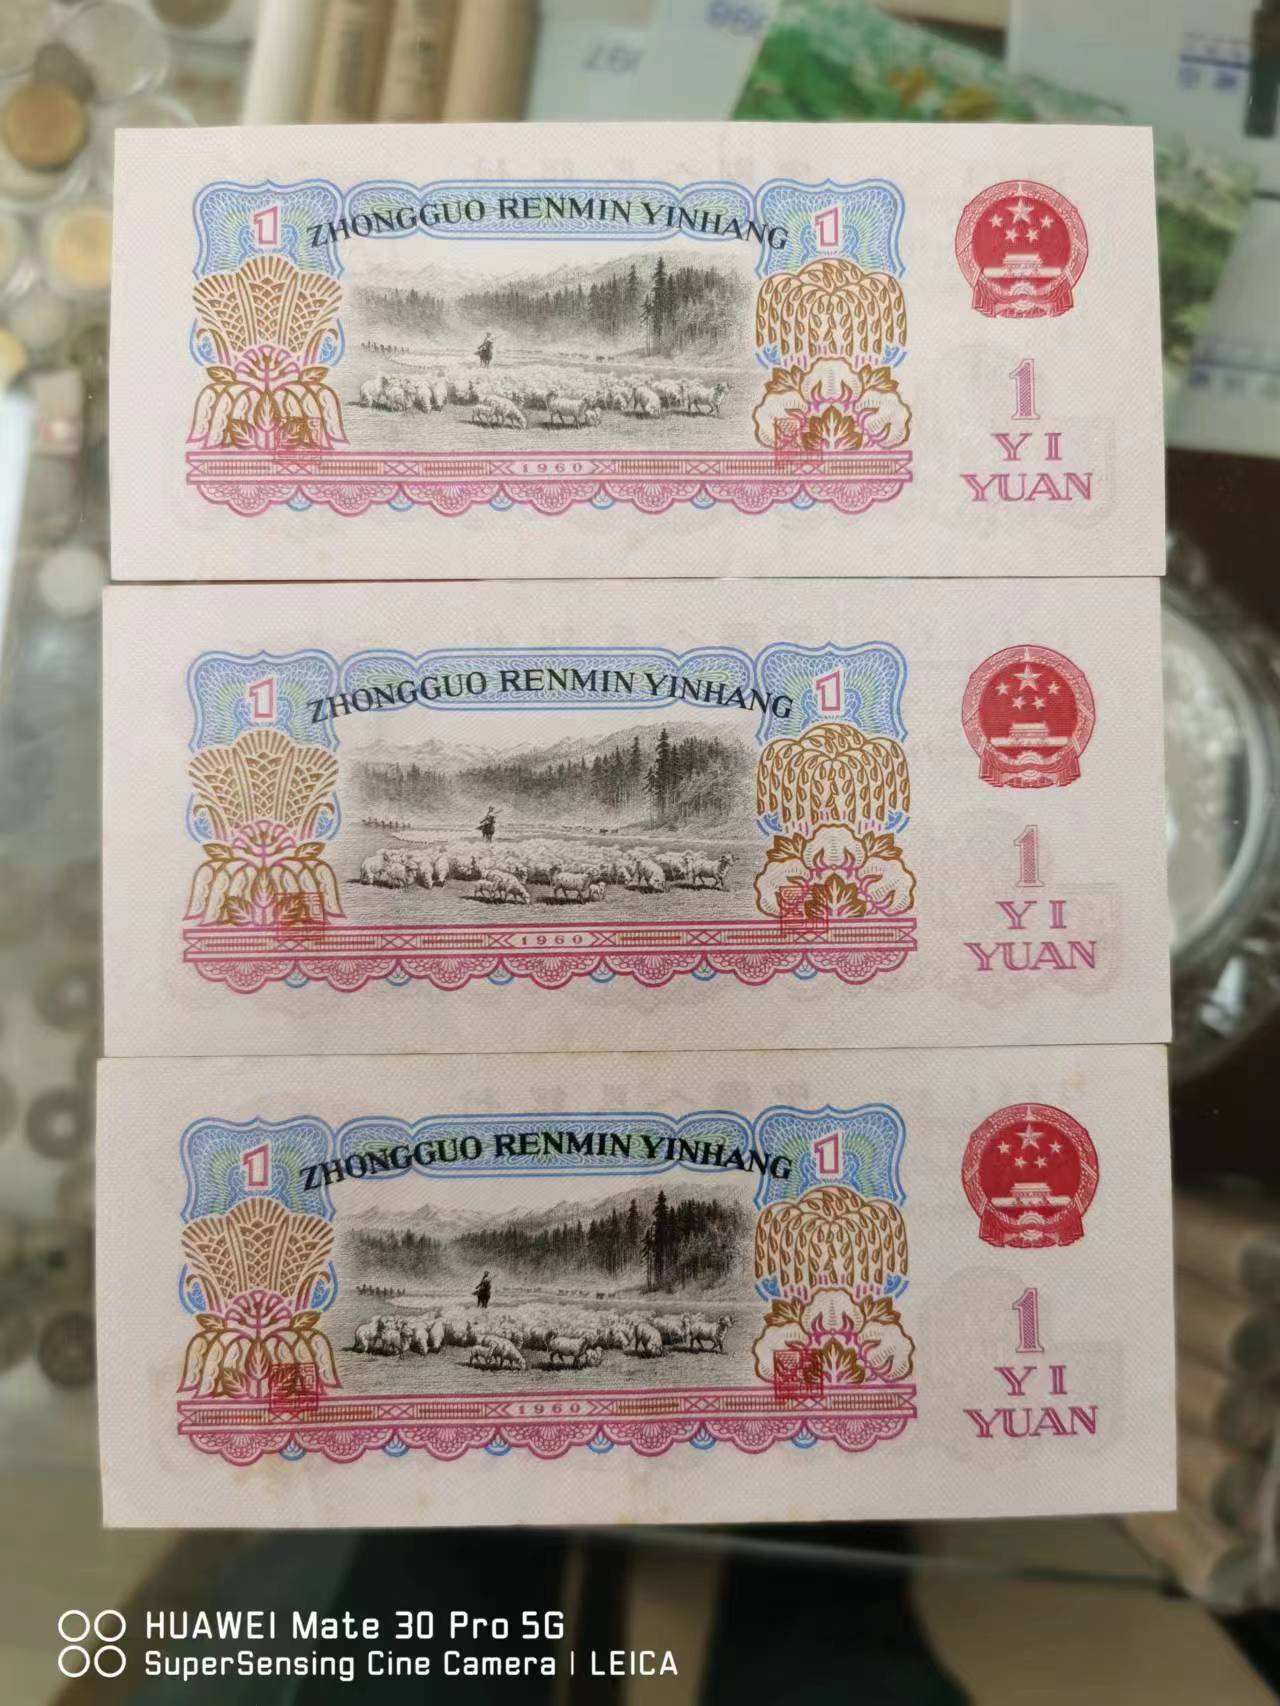 1 ZHONGGUO RENMIN YINHANG 1
1
YI
YUAN
1960
1 ZHONGGUO RENMIN YINHANG 1
1
YI
YUAN
1960
1 ZHONGGUO RENMIN YINHANG 1
1
YI
YUAN
1960
HUAWEI Mate 30 Pro 5G
SuperSensing Cine Camera | LEICA